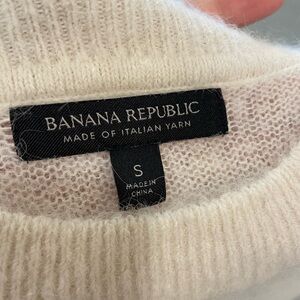 BANANA REPUBLIC
MADE OF ITALIAN YARN
S
MADE IN
CHINA